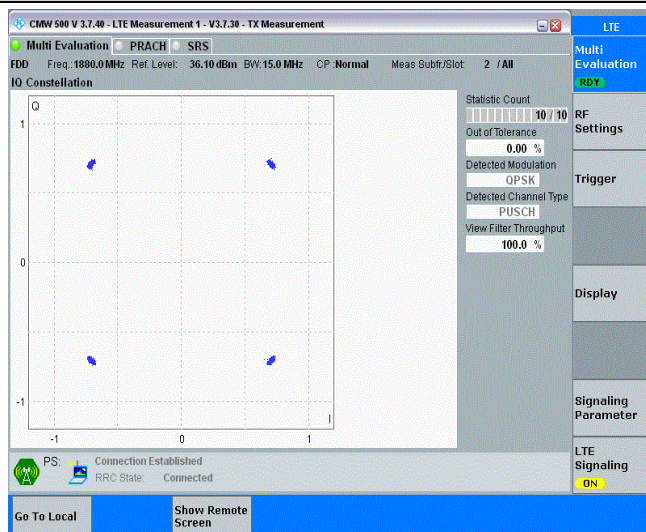 CMW 500 V 3.7.40 - LTE Measurement 1 - V3.7.30 - TX Measurement
LTE
Multi Evaluation PRACH SRS
FDD Freq.:1880.0 MHz Ref. Level: 36.10 dBm BW:15.0 MHz CP :Normal Meas Subfr./Slot: 2 / All
IQ Constellation
Q
1
0
-1
-1 0 1
I
Statistic Count
10 / 10
Out of Tolerance
0.00 %
Detected Modulation
QPSK
Detected Channel Type
PUSCH
View Filter Throughput
100.0 %
Multi
Evaluation
RDY
RF
Settings
Trigger
Display
Signaling
Parameter
LTE
Signaling
ON
PS: Connection Established
RRC State: Connected
Go To Local
Show Remote
Screen